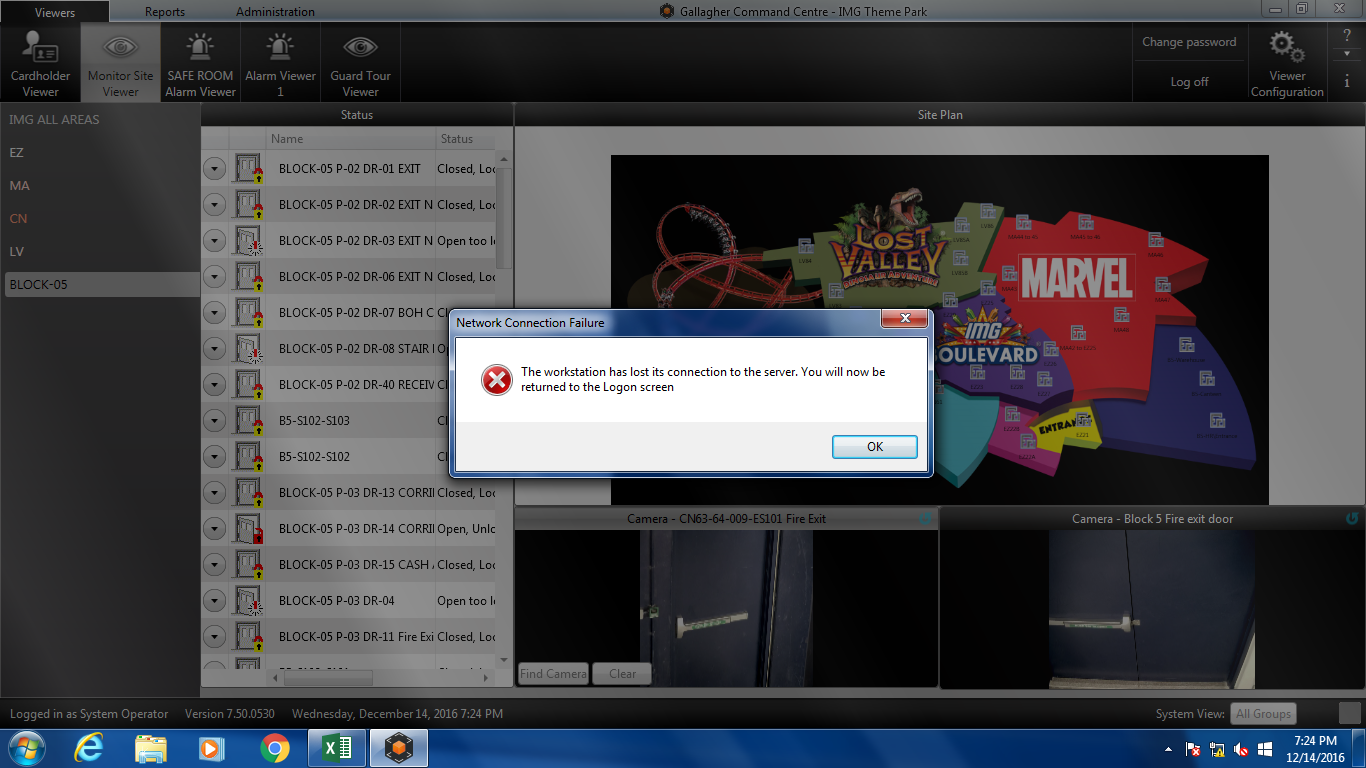 Viewers
Reports
Administration
Gallagher Command Centre - IMG Theme Park
Cardholder
Viewer
Monitor Site
Viewer
SAFE ROOM
Alarm Viewer
Alarm Viewer
1
Guard Tour
Viewer
Change password
Log off
Viewer
Configuration
?
i
IMG ALL AREAS
EZ
MA
CN
LV
BLOCK-05
Status
Name
Status
BLOCK-05 P-02 DR-01 EXIT Closed, Loc
BLOCK-05 P-02 DR-02 EXIT N Closed, Loc
BLOCK-05 P-02 DR-03 EXIT N Open too l
BLOCK-05 P-02 DR-06 EXIT N Closed, Loc
BLOCK-05 P-02 DR-07 BOH C
BLOCK-05 P-02 DR-08 STAIR
BLOCK-05 P-02 DR-40 RECEIV
B5-S102-S103
B5-S102-S102
BLOCK-05 P-03 DR-13 CORRI Closed, Loc
BLOCK-05 P-03 DR-14 CORRI Open, Unlo
BLOCK-05 P-03 DR-15 CASH Closed, Loc
BLOCK-05 P-03 DR-04 Open too l
BLOCK-05 P-03 DR-11 Fire Exi Closed, Loc
Site Plan
LOST
VALLEY
DINOSAUR ADVENTURE
MARVEL
IMG
OULEVARD
ENTRAN
Network Connection Failure
The workstation has lost its connection to the server. You will now be
returned to the Logon screen
OK
Camera - CN63-64-009-ES101 Fire Exit
Camera - Block 5 Fire exit door
Find Camera
Clear
Logged in as System Operator
Version 7.50.0530
Wednesday, December 14, 2016 7:24 PM
System View:
All Groups
7:24 PM
12/14/2016